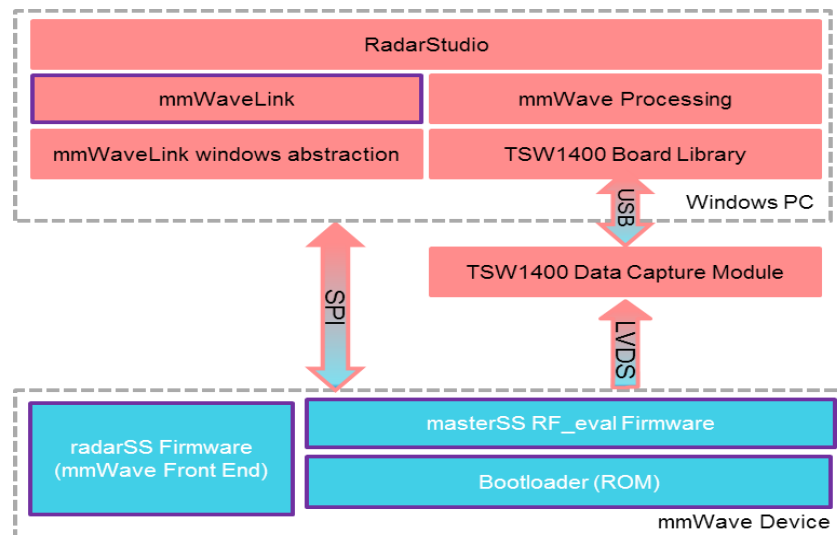 RadarStudio
mmWaveLink
mmWave Processing
mmWaveLink windows abstraction
TSW1400 Board Library
USB
Windows PC
SPI
TSW1400 Data Capture Module
LVDS
radarSS Firmware
(mmWave Front End)
masterSS RF_eval Firmware
Bootloader (ROM)
mmWave Device